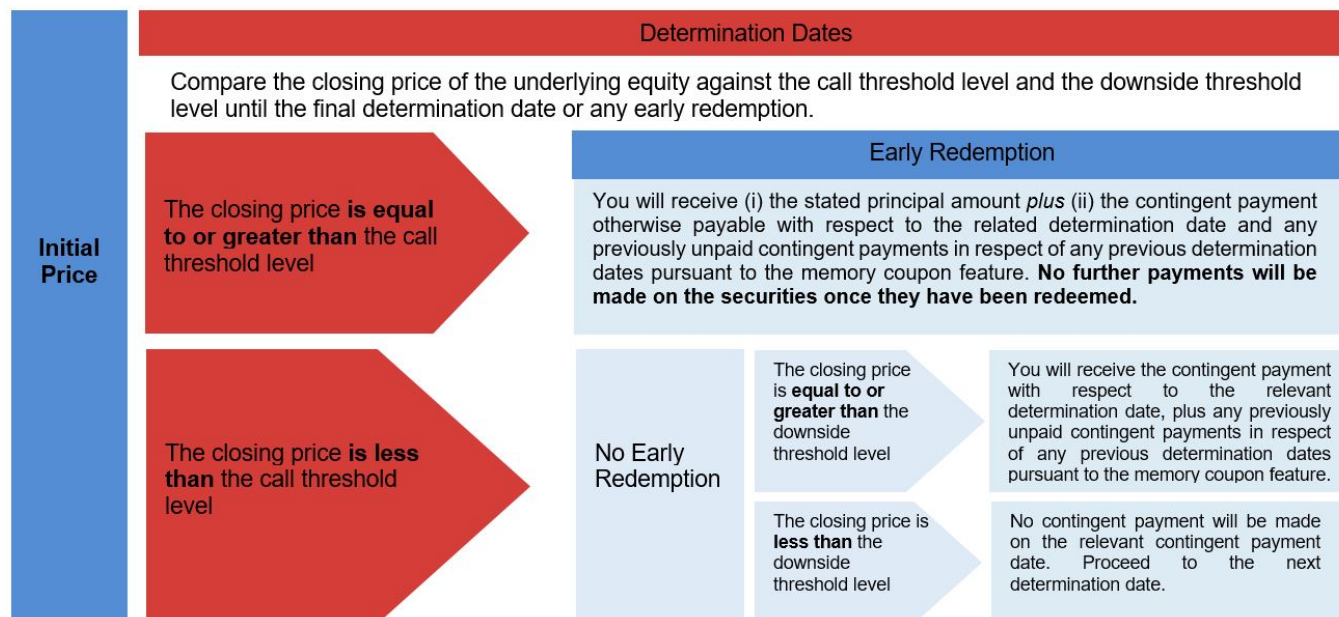 Determination Dates
Compare the closing price of the underlying equity against the call threshold level and the downside threshold
level until the final determination date or any early redemption.
Initial
Price
The closing price is equal
to or greater than the call
threshold level
Early Redemption
You will receive (i) the stated principal amount plus (ii) the contingent payment
otherwise payable with respect to the related determination date and any
previously unpaid contingent payments in respect of any previous determination
dates pursuant to the memory coupon feature. No further payments will be
made on the securities once they have been redeemed.
The closing price is less
than the call threshold
level
No Early
Redemption
The closing price
is equal to or
greater than the
downside
threshold level
You will receive the contingent payment
with respect to the relevant
determination date, plus any previously
unpaid contingent payments in respect
of any previous determination dates
pursuant to the memory coupon feature.
The closing price is
less than the
downside
threshold level
No contingent payment will be made
on the relevant contingent payment
date. Proceed to the next
determination date.